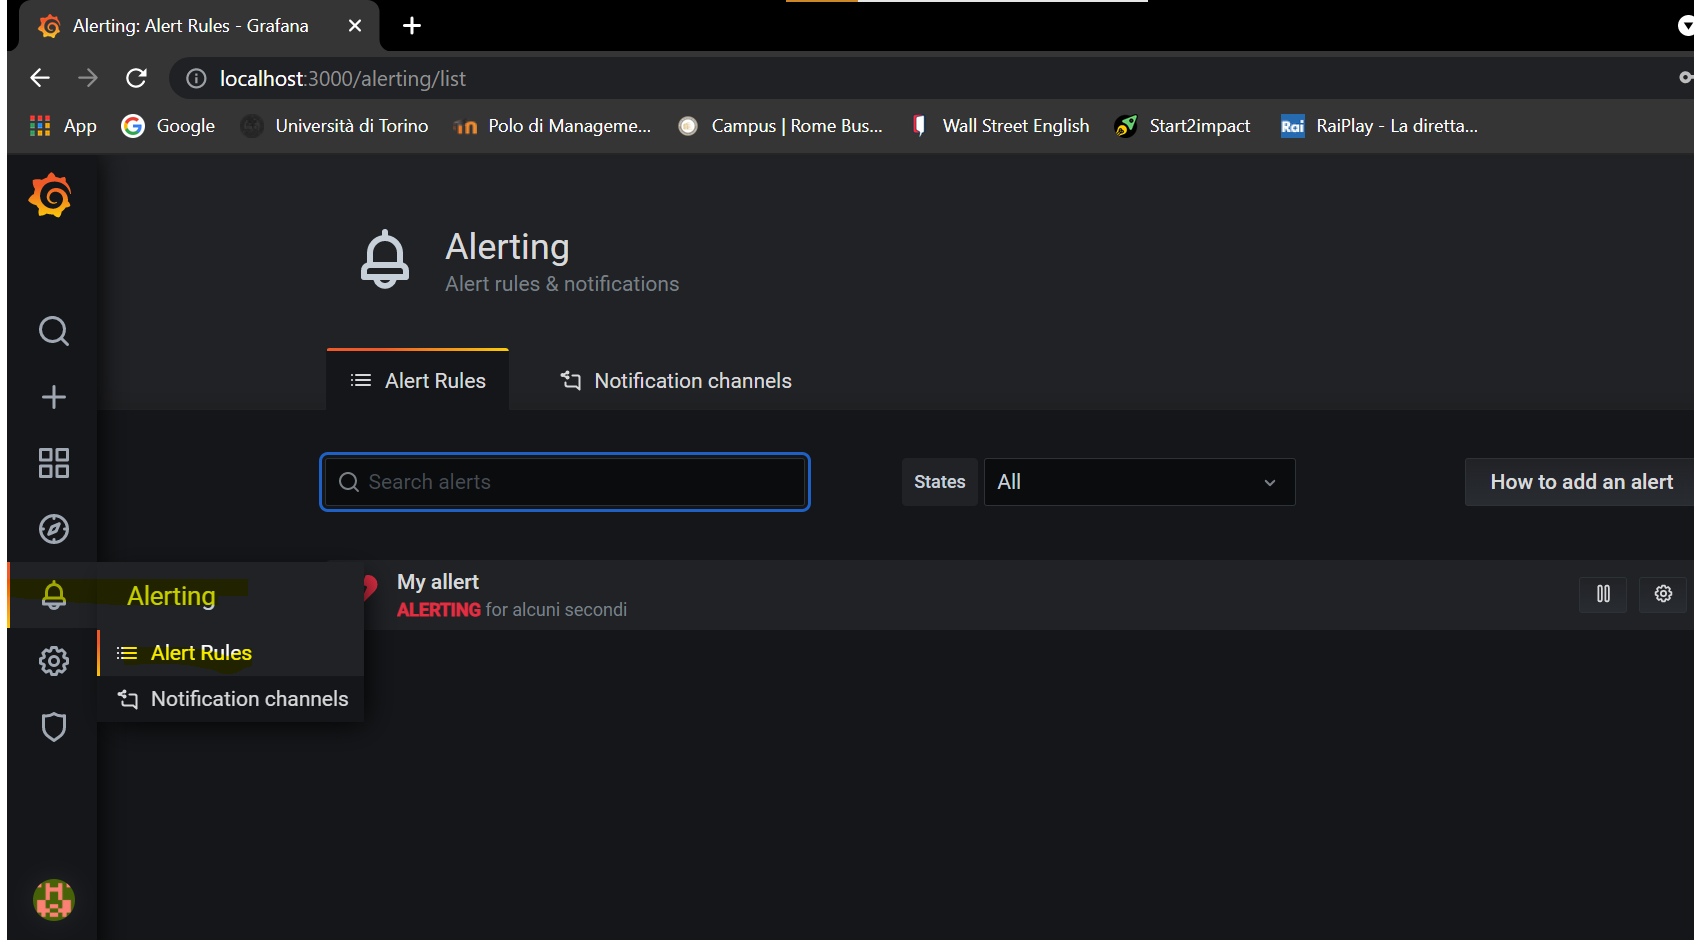 Alerting: Alert Rules - Grafana
localhost:3000/alerting/list
App Google Università di Torino Polo di Manageme... Campus | Rome Bus... Wall Street English Start2impact Rai RaiPlay - La diretta...
Alerting
Alert rules & notifications
Alert Rules Notification channels
Search alerts States All How to add an alert
My allert
ALERTING for alcuni secondi
Alerting
Alert Rules
Notification channels